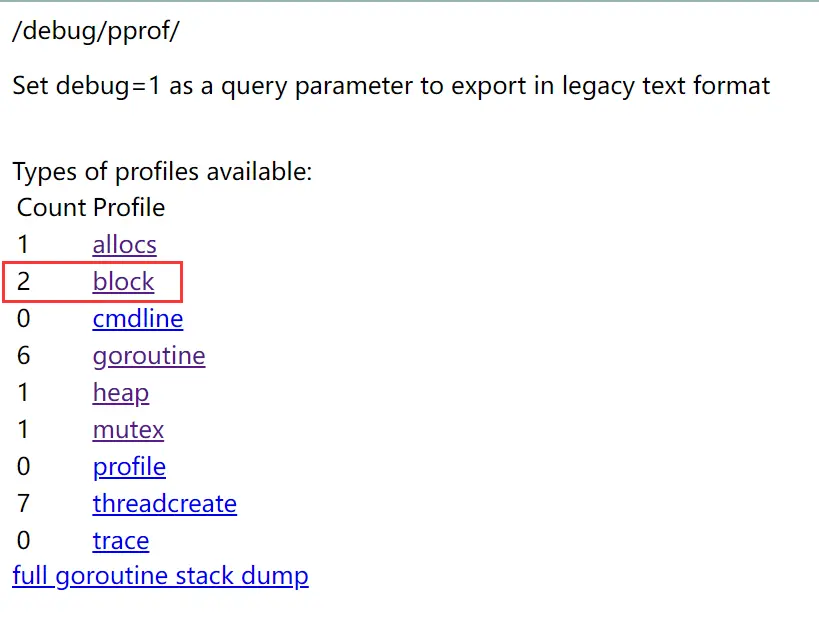 /debug/pprof/
Set debug=1 as a query parameter to export in legacy text format
Types of profiles available:
Count Profile
1 allocs
2 block
0 cmdline
6 goroutine
1 heap
1 mutex
0 profile
7 threadcreate
0 trace
full goroutine stack dump